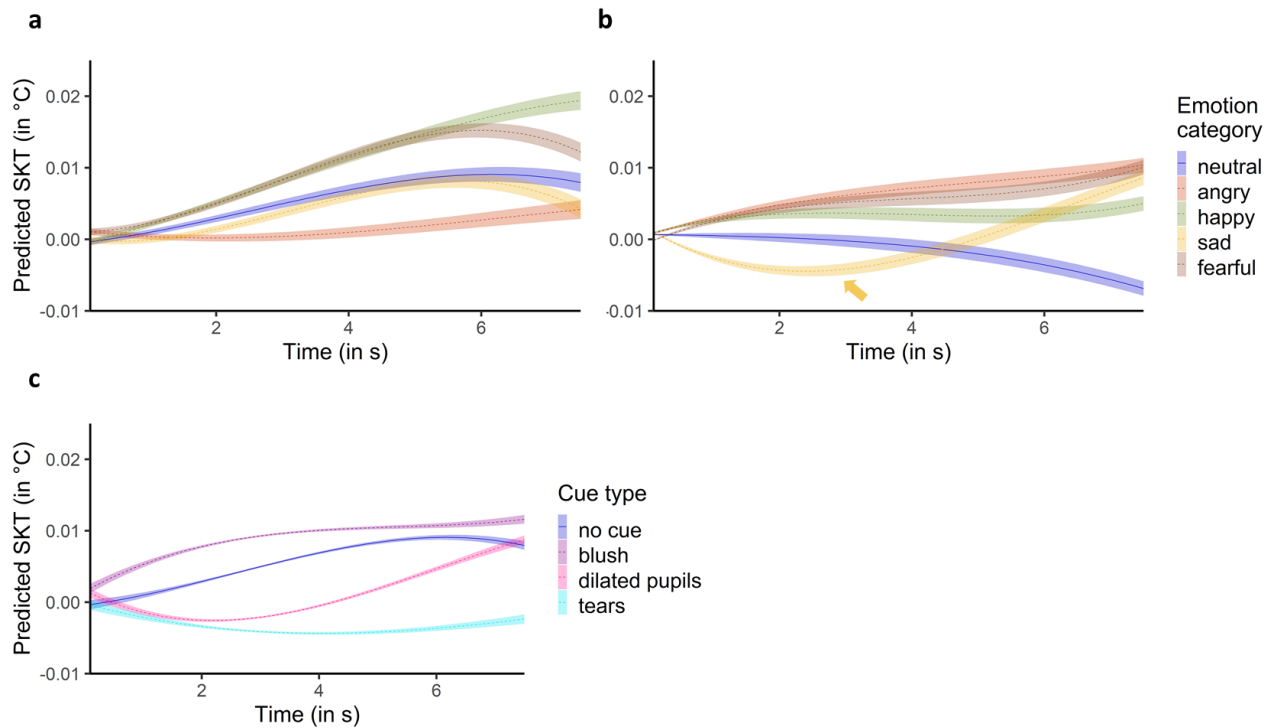 a
b
Predicted SKT (in °C)
0.02
0.01
0.00
-0.01
2
4
6
Time (in s)
Predicted SKT (in °C)
0.02
0.01
0.00
-0.01
2
4
6
Time (in s)
Emotion
category
neutral
angry
happy
sad
fearful
c
Predicted SKT (in °C)
0.02
0.01
0.00
-0.01
2
4
6
Time (in s)
Cue type
no cue
blush
dilated pupils
tears